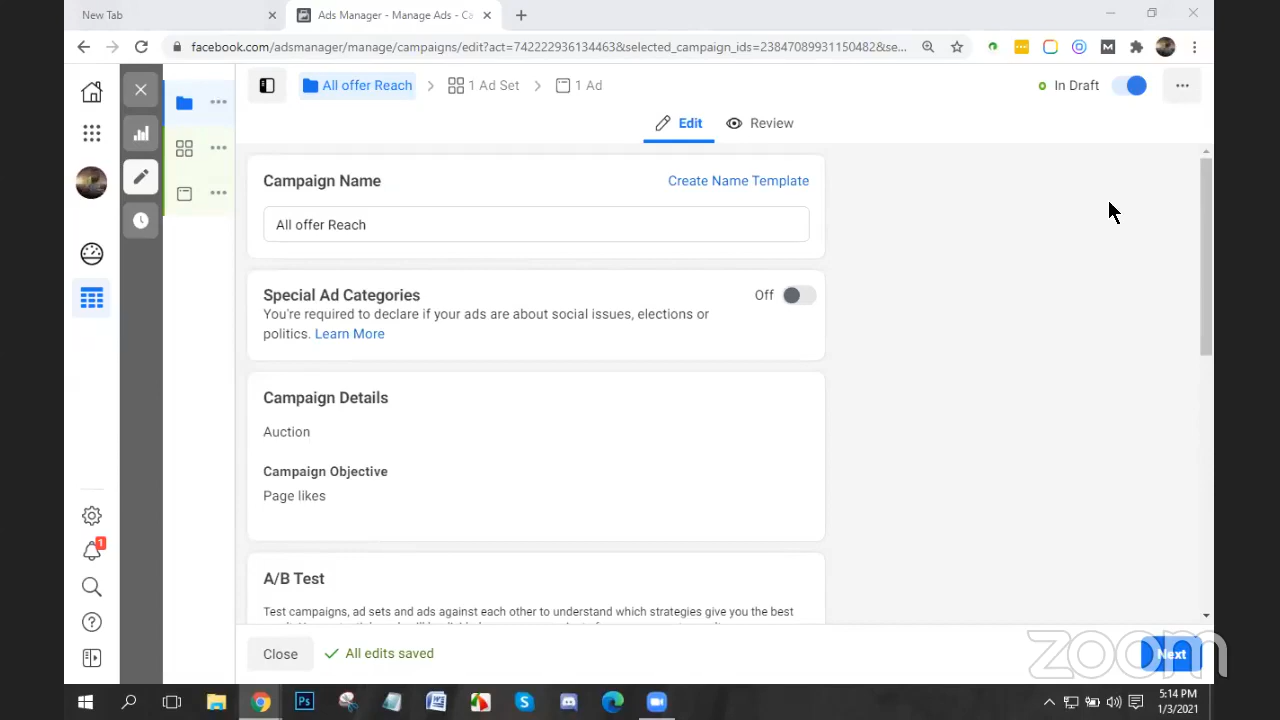 New Tab
Ads Manager - Manage Ads - Ca
facebook.com/adsmanager/manage/campaigns/edit?act=742222936134463&selected_campaign_ids=23847089931150482&se...
All offer Reach
1 Ad Set
1 Ad
In Draft
Edit
Review
Campaign Name
Create Name Template
All offer Reach
Special Ad Categories
Off
You're required to declare if your ads are about social issues, elections or
politics. Learn More
Campaign Details
Auction
Campaign Objective
Page likes
A/B Test
Test campaigns, ad sets and ads against each other to understand which strategies give you the best
1
Close
All edits saved
Next
zoom
5:14 PM
1/3/2021